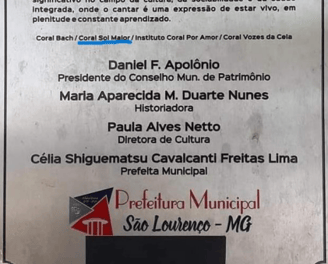 significativo no campo da cultura, da sociabilidade e da saúde
integrada, onde o cantar é uma expressão de estar vivo, em
plenitude e constante aprendizado.
Coral Bach / Coral Sol Maior / Instituto Coral Por Amor / Coral Vozes da Ceia
Daniel F. Apolônio
Presidente do Conselho Mun. de Patrimônio
Maria Aparecida M. Duarte Nunes
Historiadora
Paula Alves Netto
Diretora de Cultura
Célia Shiguematsu Cavalcanti Freitas Lima
Prefeita Municipal
Prefeitura Municipal
São Lourenço - MG